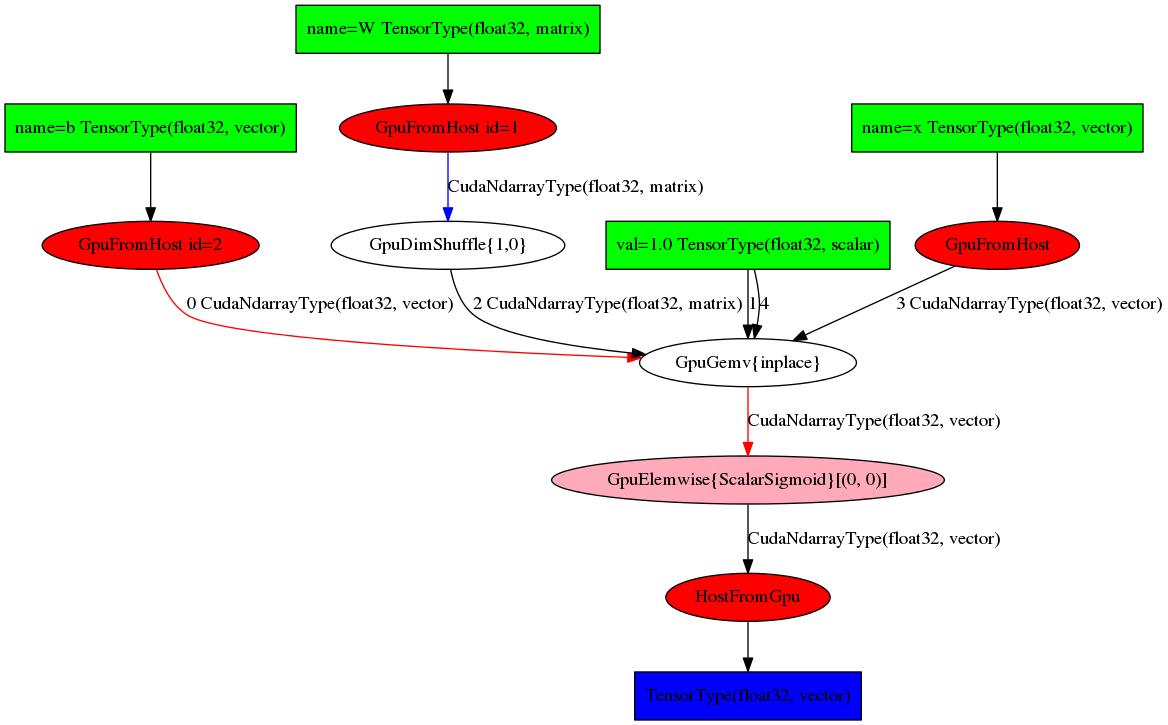 name=W TensorType(float32, matrix)
name=b TensorType(float32, vector)
GpuFromHost id=1
name=x TensorType(float32, vector)
CudaNdarrayType(float32, matrix)
GpuFromHost id=2
GpuDimShuffle{1,0}
val=1.0 TensorType(float32, scalar)
GpuFromHost
0 CudaNdarrayType(float32, vector)
2 CudaNdarrayType(float32, matrix)
1
4
3 CudaNdarrayType(float32, vector)
GpuGemv{inplace}
CudaNdarrayType(float32, vector)
GpuElemwise{ScalarSigmoid}[(0, 0)]
CudaNdarrayType(float32, vector)
HostFromGpu
TensorType(float32, vector)